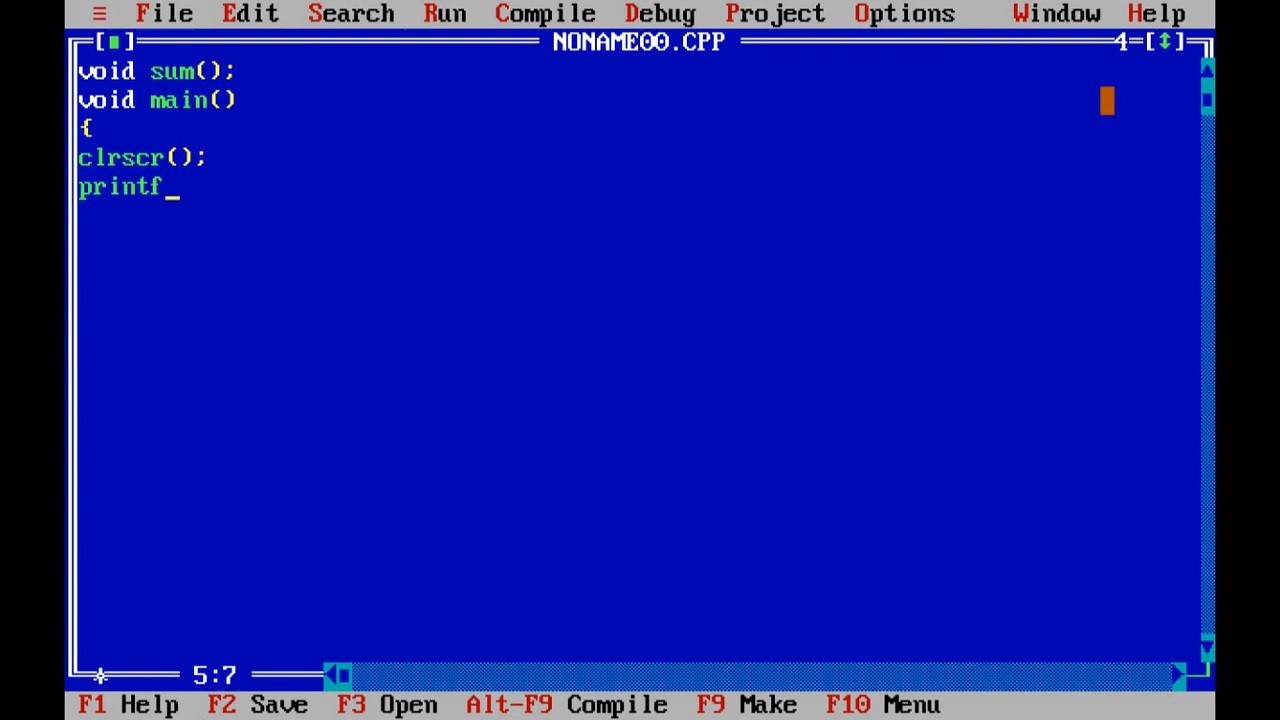 ≡ File Edit Search Run Compile Debug Project Options Window Help
[■] NONAME00.CPP 4=[↕]
void sum();
void main()
{
clrscr();
printf_
* 5:7
F1 Help F2 Save F3 Open Alt-F9 Compile F9 Make F10 Menu